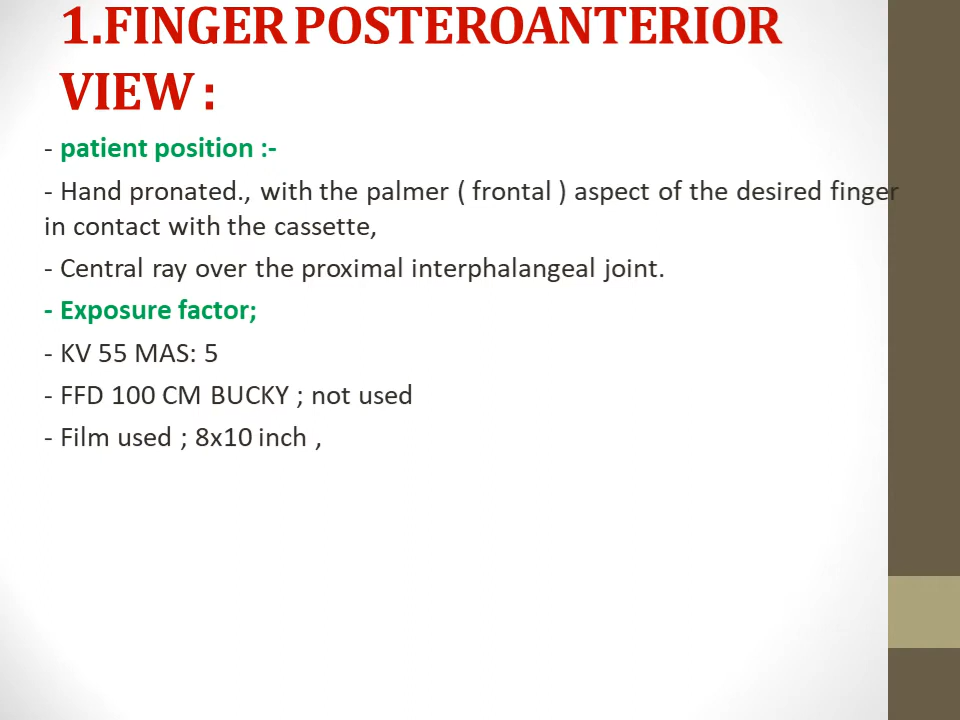 1.FINGER POSTEROANTERIOR
VIEW :
- patient position :-
- Hand pronated., with the palmer ( frontal ) aspect of the desired finger
in contact with the cassette,
- Central ray over the proximal interphalangeal joint.
- Exposure factor;
- KV 55 MAS: 5
- FFD 100 CM BUCKY ; not used
- Film used ; 8x10 inch ,